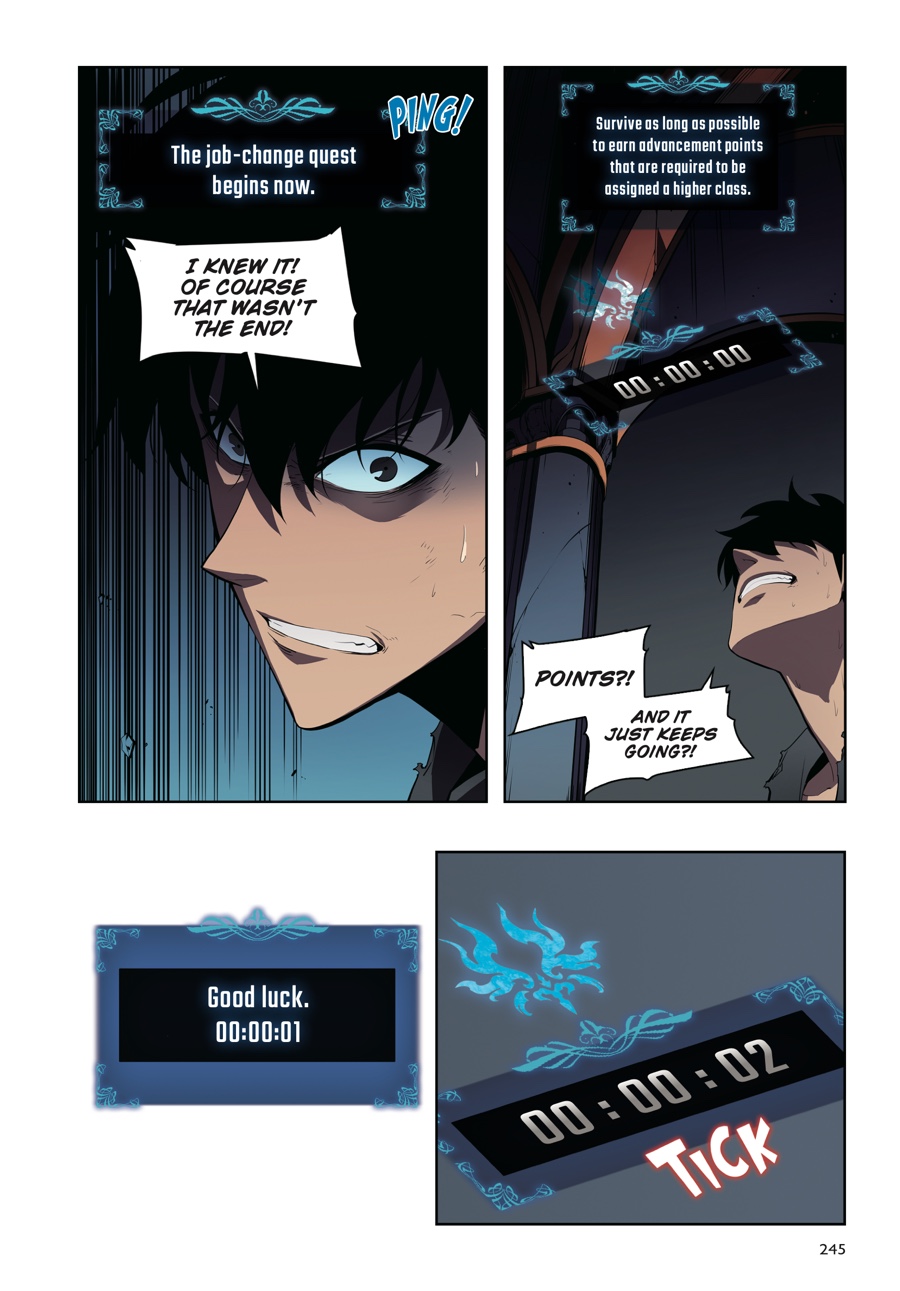 PING!
The job-change quest
begins now.
I KNEW IT!
OF COURSE
THAT WASN'T
THE END!
Survive as long as possible
to earn advancement points
that are required to be
assigned a higher class.
00:00:00
POINTS?!
AND IT
JUST KEEPS
GOING?!
Good luck.
00:00:01
00:00:02
TICK
245